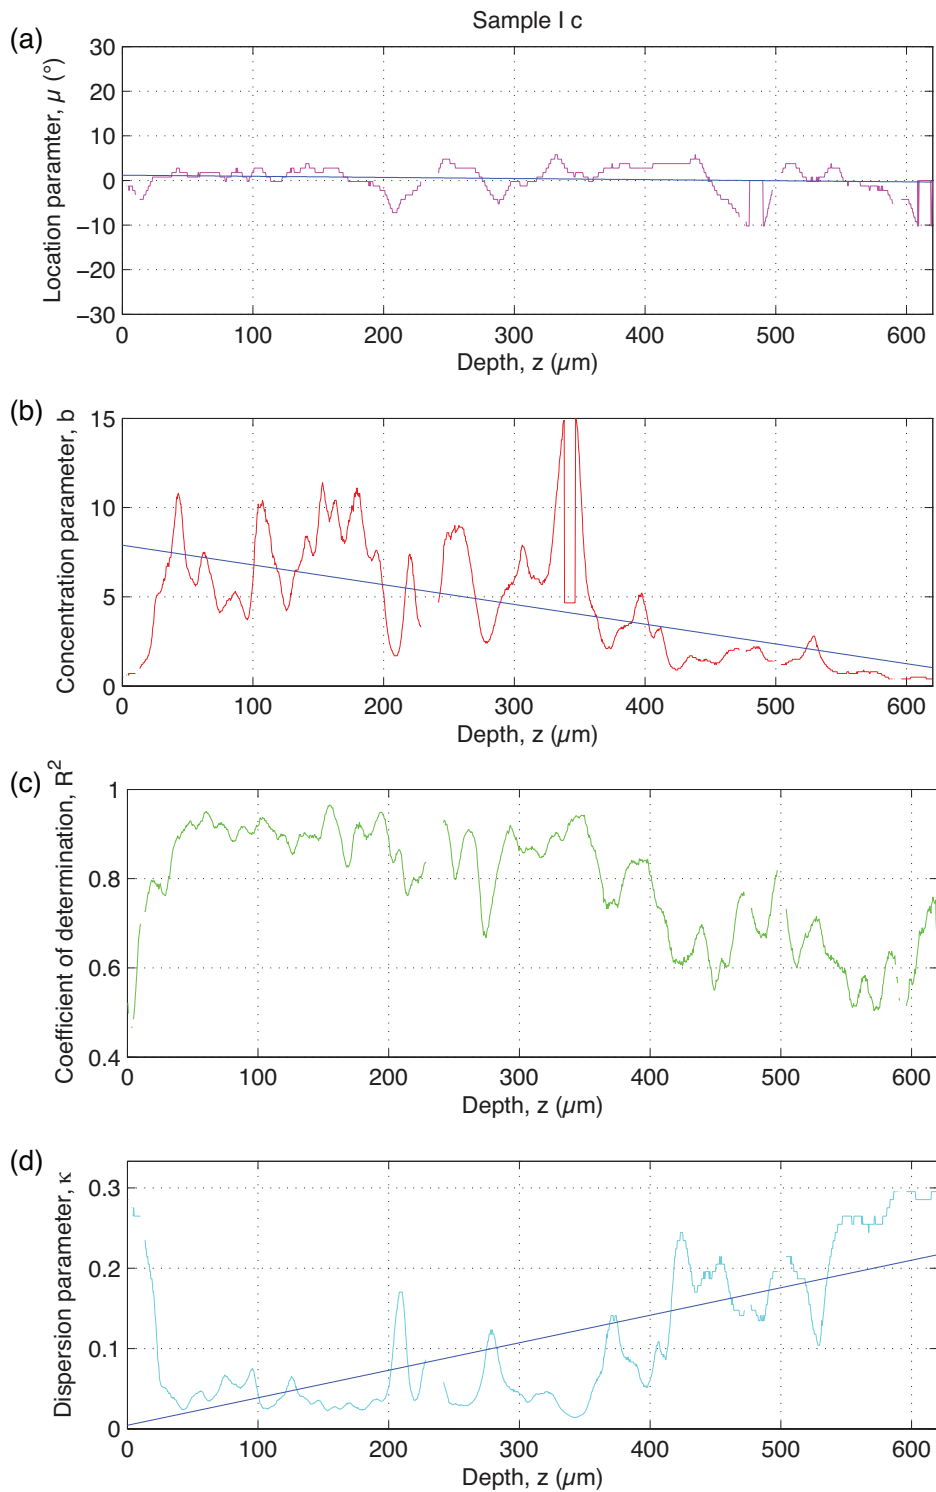 Sample I c
(a)
Location paramter, µ (°)
30
20
10
0
−10
−20
−30
0 100 200 300 400 500 600
Depth, z (µm)
(b)
Concentration parameter, b
15
10
5
0
0 100 200 300 400 500 600
Depth, z (µm)
(c)
Coefficient of determination, R²
1
0.8
0.6
0.4
0 100 200 300 400 500 600
Depth, z (µm)
(d)
Dispersion parameter, κ
0.3
0.2
0.1
0
0 100 200 300 400 500 600
Depth, z (µm)